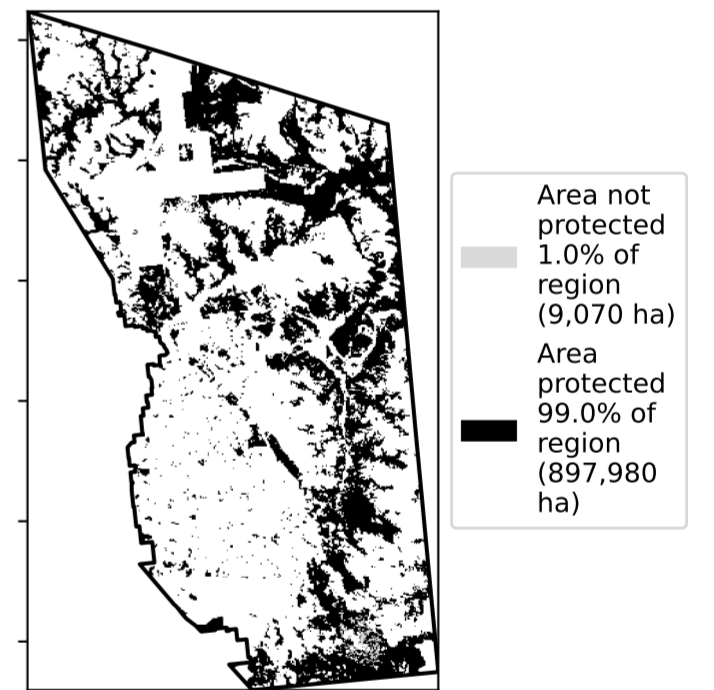 Area not
protected
1.0% of
region
(9,070 ha)
Area
protected
99.0% of
region
(897,980
ha)